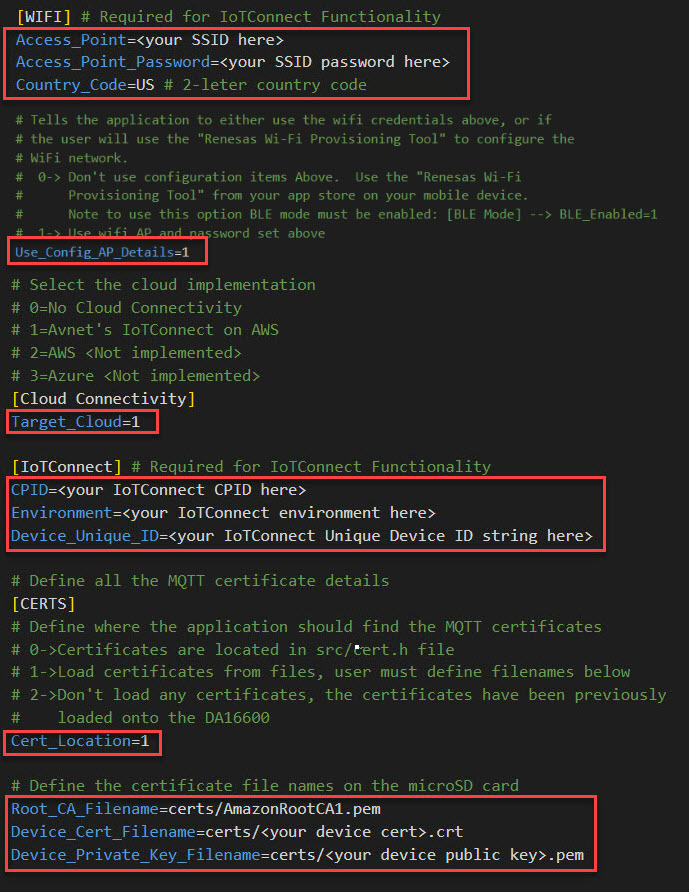 [WIFI] # Required for IoTConnect Functionality
Access_Point=<your SSID here>
Access_Point_Password=<your SSID password here>
Country_Code=US # 2-leter country code
# Tells the application to either use the wifi credentials above, or if
# the user will use the "Renesas Wi-Fi Provisioning Tool" to configure the
# WiFi network.
#  0-> Don't use configuration items Above.  Use the "Renesas Wi-Fi
#      Provisioning Tool" from your app store on your mobile device.
#      Note to use this option BLE mode must be enabled: [BLE Mode] --> BLE_Enabled=1
#  1-> Use wifi AP and password set above
Use_Config_AP_Details=1
# Select the cloud implementation
# 0=No Cloud Connectivity
# 1=Avnet's IoTConnect on AWS
# 2=AWS <Not implemented>
# 3=Azure <Not implemented>
[Cloud Connectivity]
Target_Cloud=1
[IoTConnect] # Required for IoTConnect Functionality
CPID=<your IoTConnect CPID here>
Environment=<your IoTConnect environment here>
Device_Unique_ID=<your IoTConnect Unique Device ID string here>
# Define all the MQTT certificate details
[CERTS]
# Define where the application should find the MQTT certificates
# 0->Certificates are located in src/cert.h file
# 1->Load certificates from files, user must define filenames below
# 2->Don't load any certificates, the certificates have been previously
#    loaded onto the DA16600
Cert_Location=1
# Define the certificate file names on the microSD card
Root_CA_Filename=certs/AmazonRootCA1.pem
Device_Cert_Filename=certs/<your device cert>.crt
Device_Private_Key_Filename=certs/<your device public key>.pem